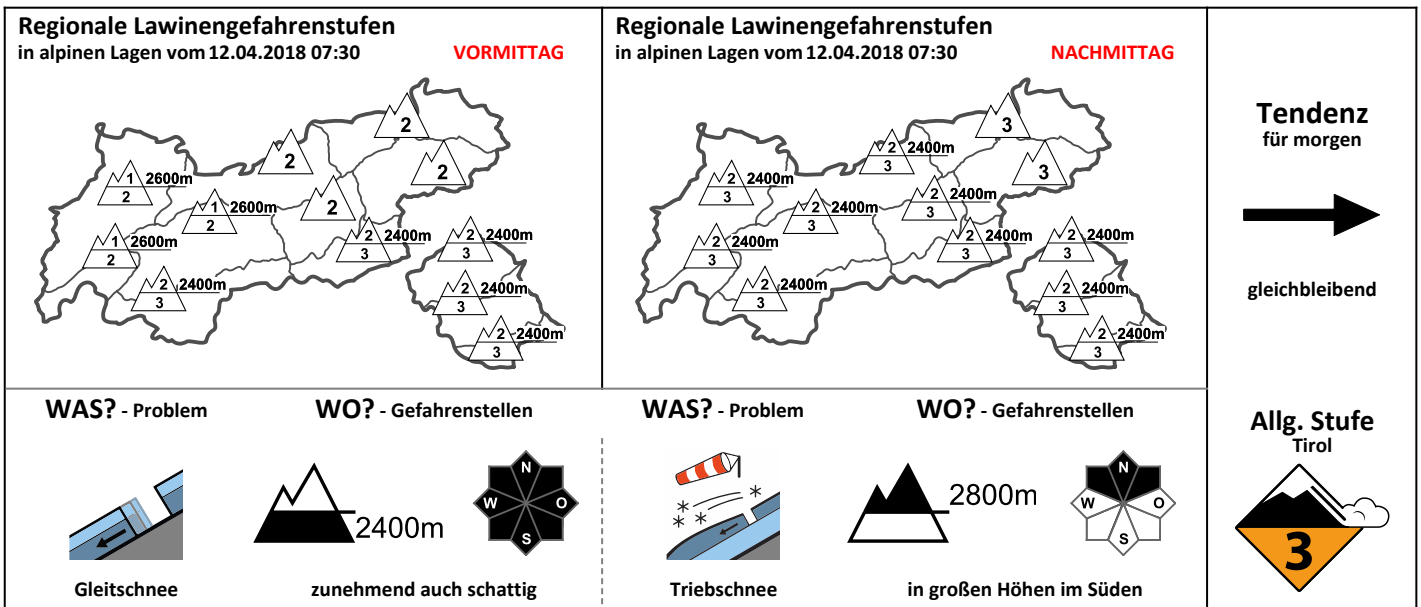 Regionale Lawinengefahrenstufen
in alpinen Lagen vom 12.04.2018 07:30 VORMITTAG
2
2
2
1 2600m
2
1 2600m
2
2
1 2600m
2
2 2400m
3
2 2400m
3
2 2400m
3
2 2400m
3
2 2400m
3
Regionale Lawinengefahrenstufen
in alpinen Lagen vom 12.04.2018 07:30 NACHMITTAG
3
2 2400m
3
3
2 2400m
3
2 2400m
3
2 2400m
3
2 2400m
3
2 2400m
3
2 2400m
3
2 2400m
3
2 2400m
3
2 2400m
3
Tendenz
für morgen
gleichbleibend
WAS? - Problem
WO? - Gefahrenstellen
2400m
N
W
O
S
Gleitschnee
zunehmend auch schattig
WAS? - Problem
WO? - Gefahrenstellen
2800m
N
W
O
S
Triebschnee
in großen Höhen im Süden
Allg. Stufe
Tirol
3